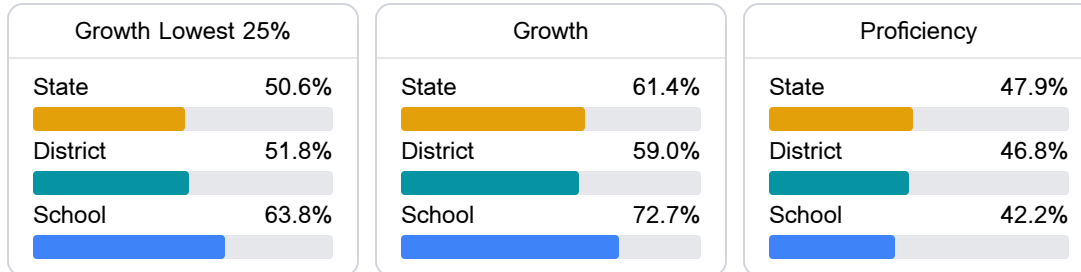 Growth Lowest 25%
State 50.6%
District 51.8%
School 63.8%
Growth
State 61.4%
District 59.0%
School 72.7%
Proficiency
State 47.9%
District 46.8%
School 42.2%